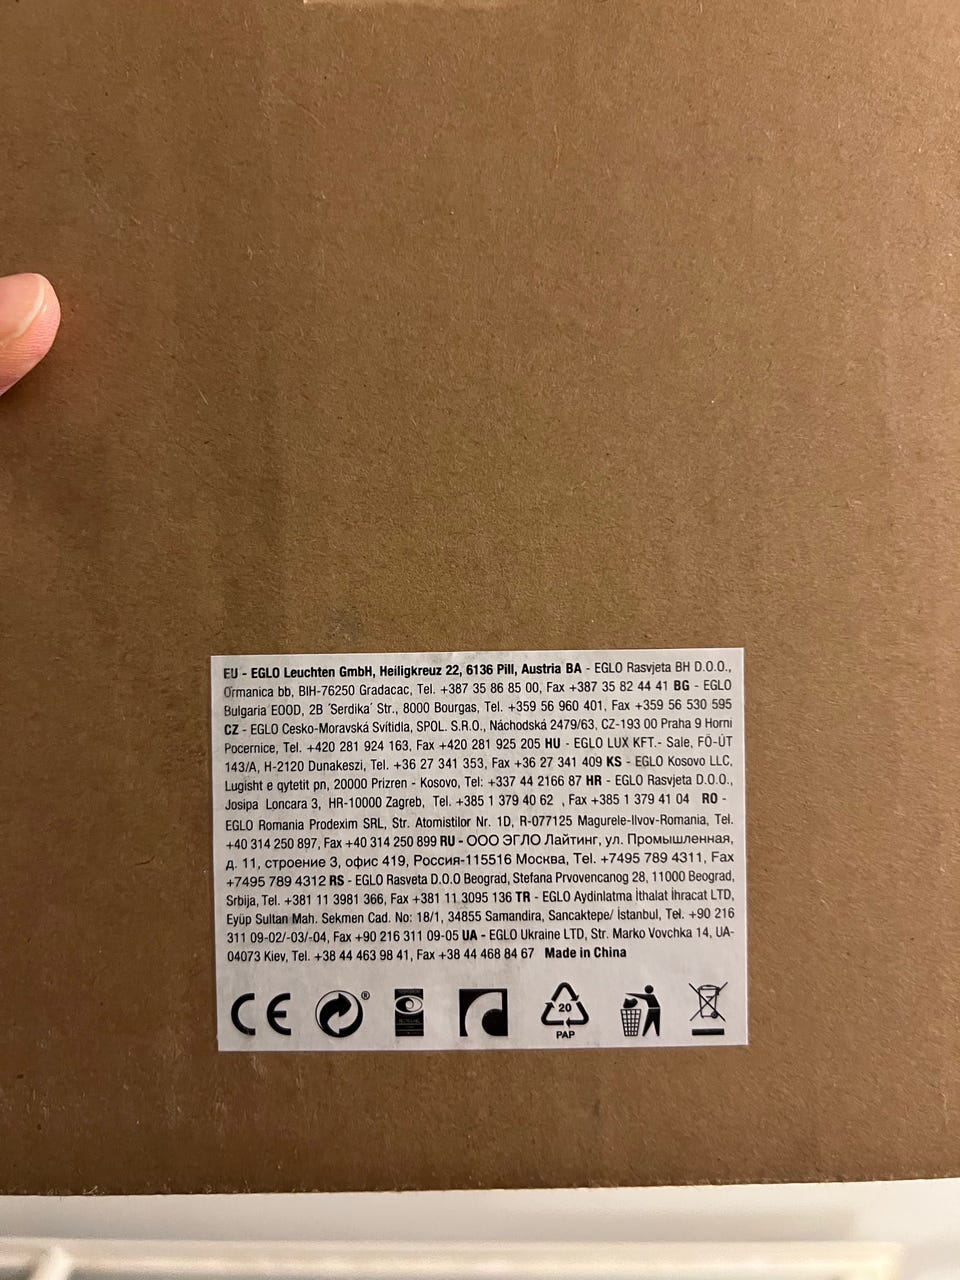 EU - EGLO Leuchten GmbH, Heiligkreuz 22, 6136 Pill, Austria BA - EGLO Rasvjeta BH D.O.O.,
Ormanica bb, BIH-76250 Gradacac, Tel. +387 35 86 85 00, Fax +387 35 82 44 41 BG - EGLO
Bulgaria EOOD, 2B ´Serdika´ Str., 8000 Bourgas, Tel. +359 56 960 401, Fax +359 56 530 595
CZ - EGLO Cesko-Moravská Svítidla, SPOL. S.R.O., Náchodská 2479/63, CZ-193 00 Praha 9 Horni
Pocernice, Tel. +420 281 924 163, Fax +420 281 925 205 HU - EGLO LUX KFT.- Sale, FÖ-ÚT
143/A, H-2120 Dunakeszi, Tel. +36 27 341 353, Fax +36 27 341 409 KS - EGLO Kosovo LLC,
Lugisht e qytetit pn, 20000 Prizren - Kosovo, Tel: +337 44 2166 87 HR - EGLO Rasvjeta D.O.O.,
Josipa Loncara 3, HR-10000 Zagreb, Tel. +385 1 379 40 62 , Fax +385 1 379 41 04 RO -
EGLO Romania Prodexim SRL, Str. Atomistilor Nr. 1D, R-077125 Magurele-Ilvov-Romania, Tel.
+40 314 250 897, Fax +40 314 250 899 RU - ООО ЭГЛО Лайтинг, ул. Промышленная,
д. 11, строение 3, офис 419, Россия-115516 Москва, Tel. +7495 789 4311, Fax
+7495 789 4312 RS - EGLO Rasveta D.O.O Beograd, Stefana Prvovencanog 28, 11000 Beograd,
Srbija, Tel. +381 11 3981 366, Fax +381 11 3095 136 TR - EGLO Aydinlatma İthalat İhracat LTD,
Eyüp Sultan Mah. Sekmen Cad. No: 18/1, 34855 Samandira, Sancaktepe/ İstanbul, Tel. +90 216
311 09-02/-03/-04, Fax +90 216 311 09-05 UA - EGLO Ukraine LTD, Str. Marko Vovchka 14, UA-
04073 Kiev, Tel. +38 44 463 98 41, Fax +38 44 468 84 67 Made in China
CE ® 20
PAP